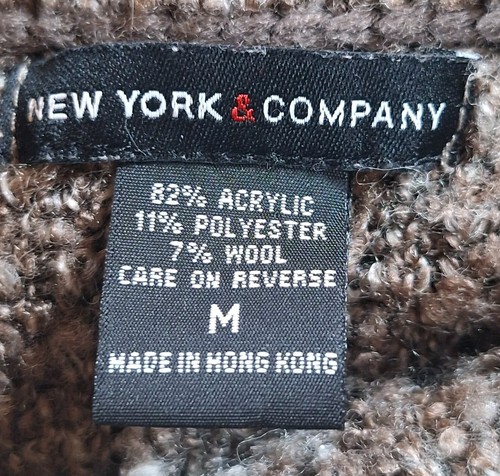 NEW YORK & COMPANY
82% ACRYLIC
11% POLYESTER
7% WOOL
CARE ON REVERSE
M
MADE IN HONG KONG